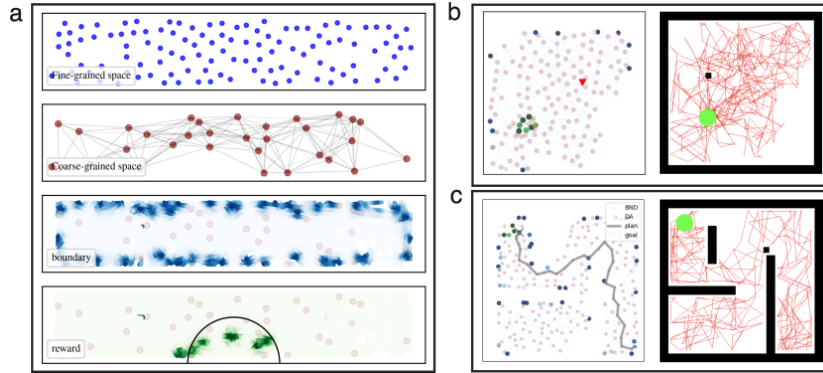 a
Fine-grained space
Coarse-grained space
boundary
reward
b
c
BND
DA
plan
goal